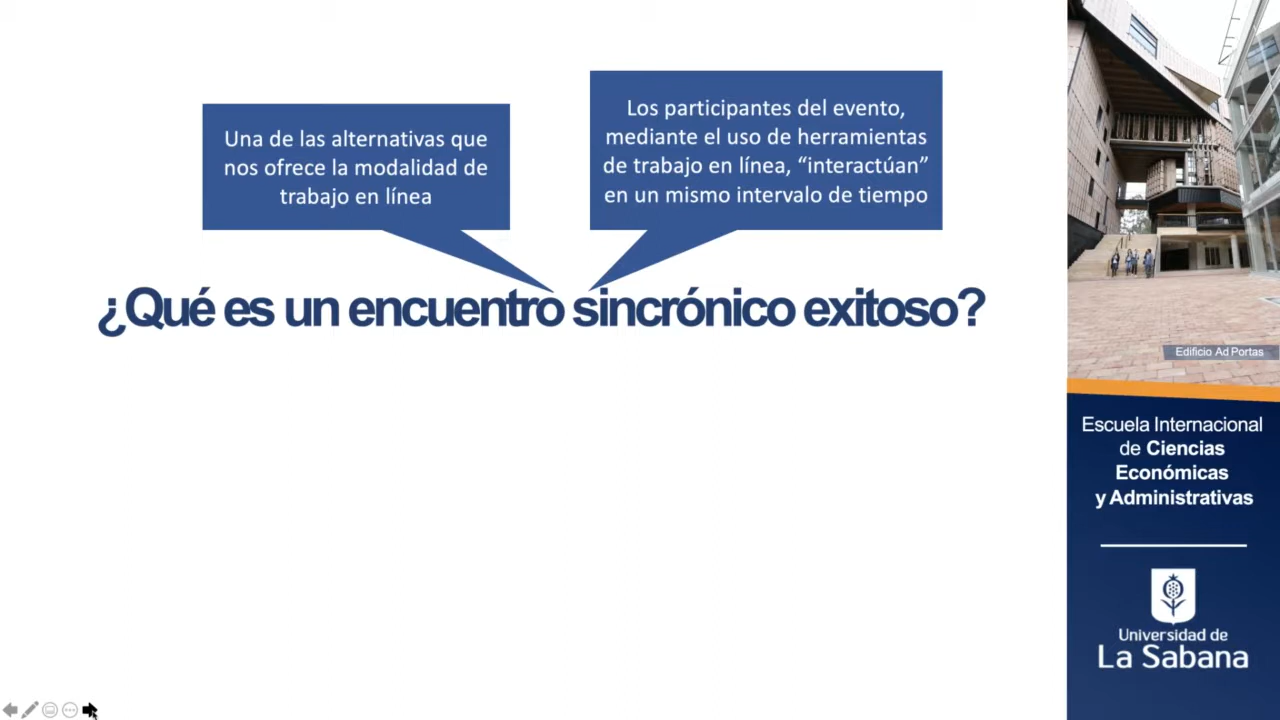 Una de las alternativas que
nos ofrece la modalidad de
trabajo en línea
Los participantes del evento,
mediante el uso de herramientas
de trabajo en línea, “interactúan”
en un mismo intervalo de tiempo
¿Qué es un encuentro sincrónico exitoso?
Edificio Ad Portas
Escuela Internacional
de Ciencias
Económicas
y Administrativas
Universidad de
La Sabana